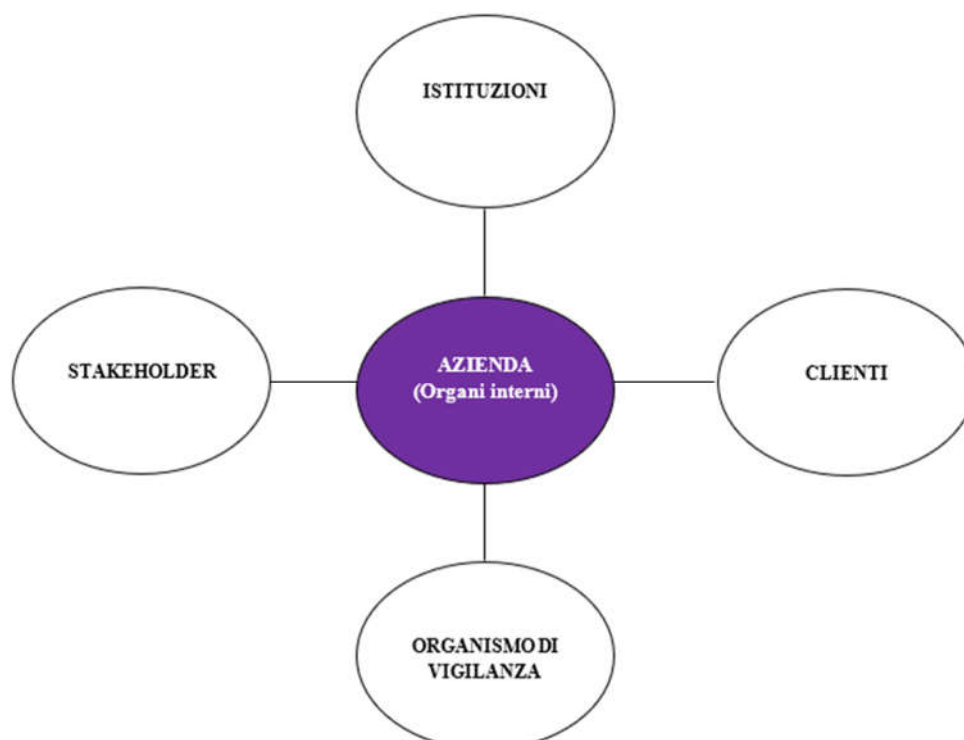 ISTITUZIONI
STAKEHOLDER
AZIENDA
(Organi interni)
CLIENTI
ORGANISMO DI
VIGILANZA